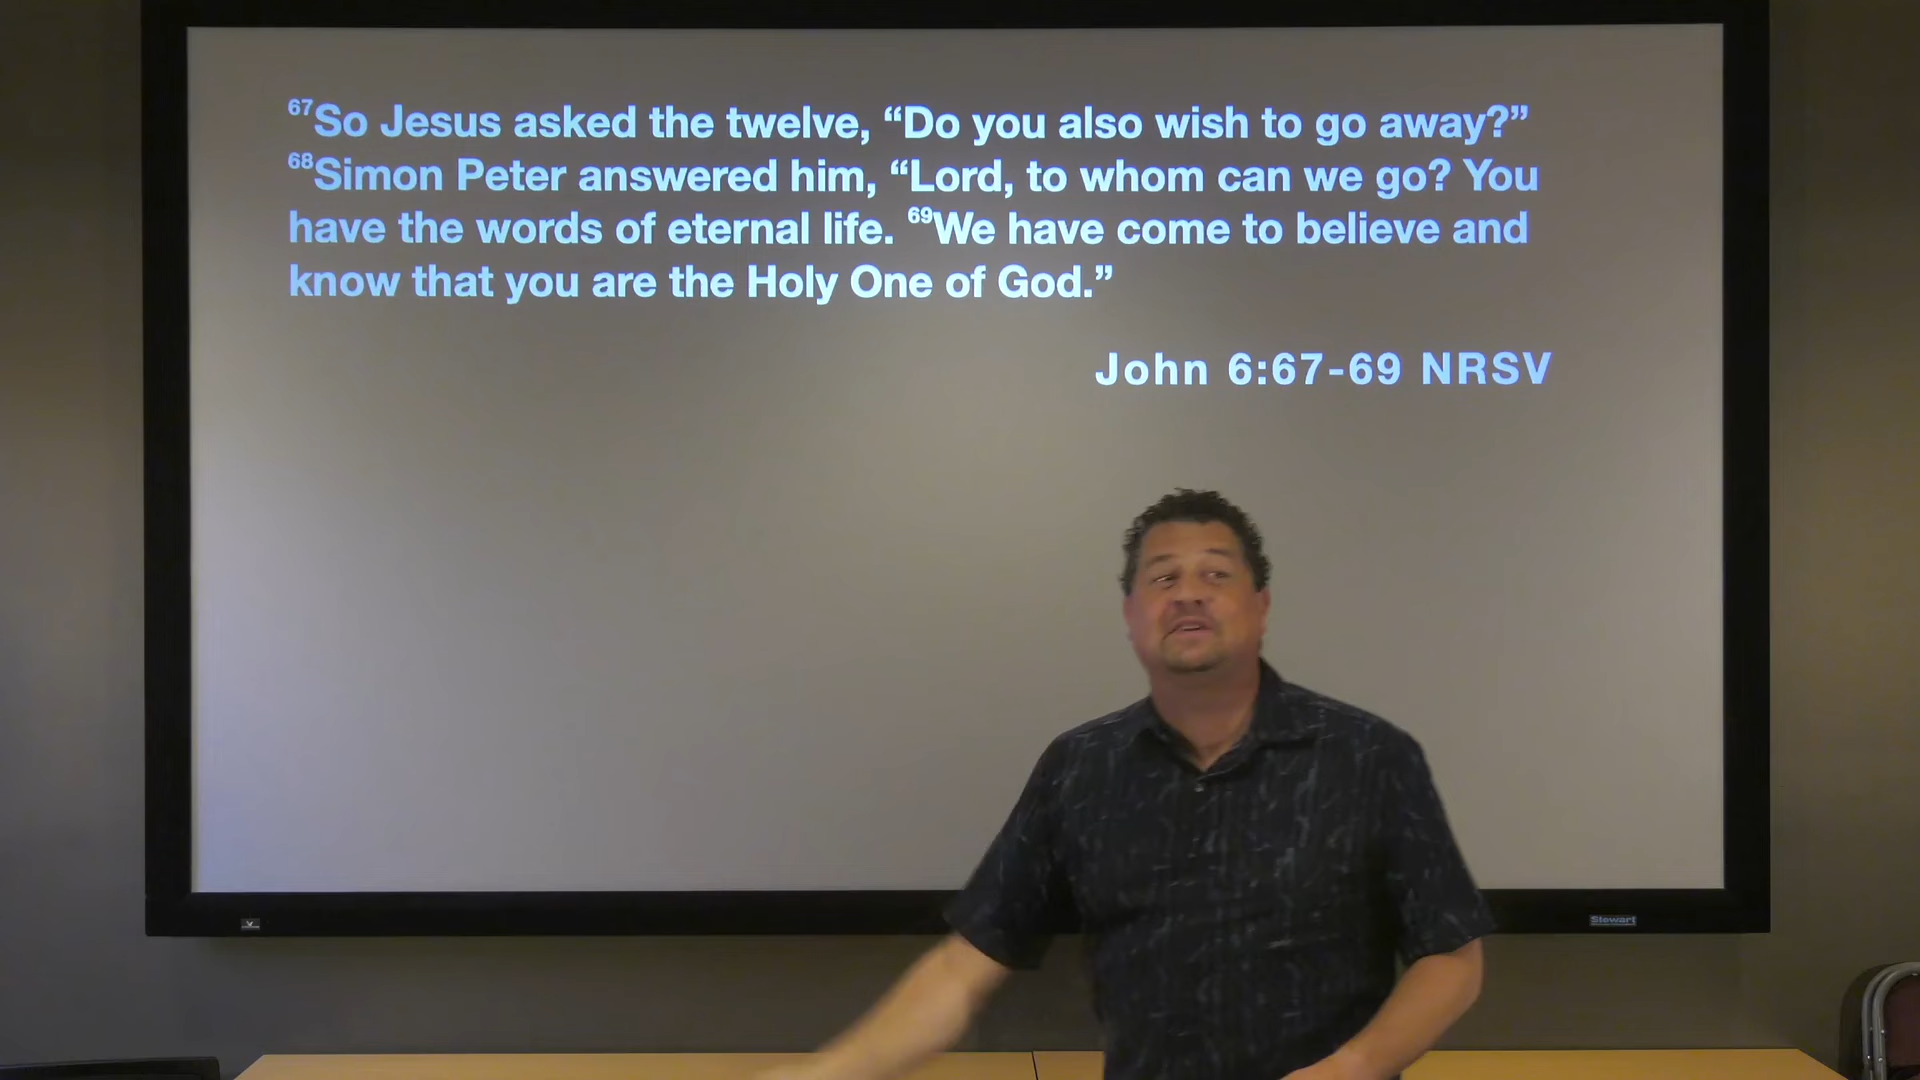 ⁶⁷So Jesus asked the twelve, “Do you also wish to go away?”
⁶⁸Simon Peter answered him, “Lord, to whom can we go? You
have the words of eternal life. ⁶⁹We have come to believe and
know that you are the Holy One of God.”
John 6:67-69 NRSV
Stewart